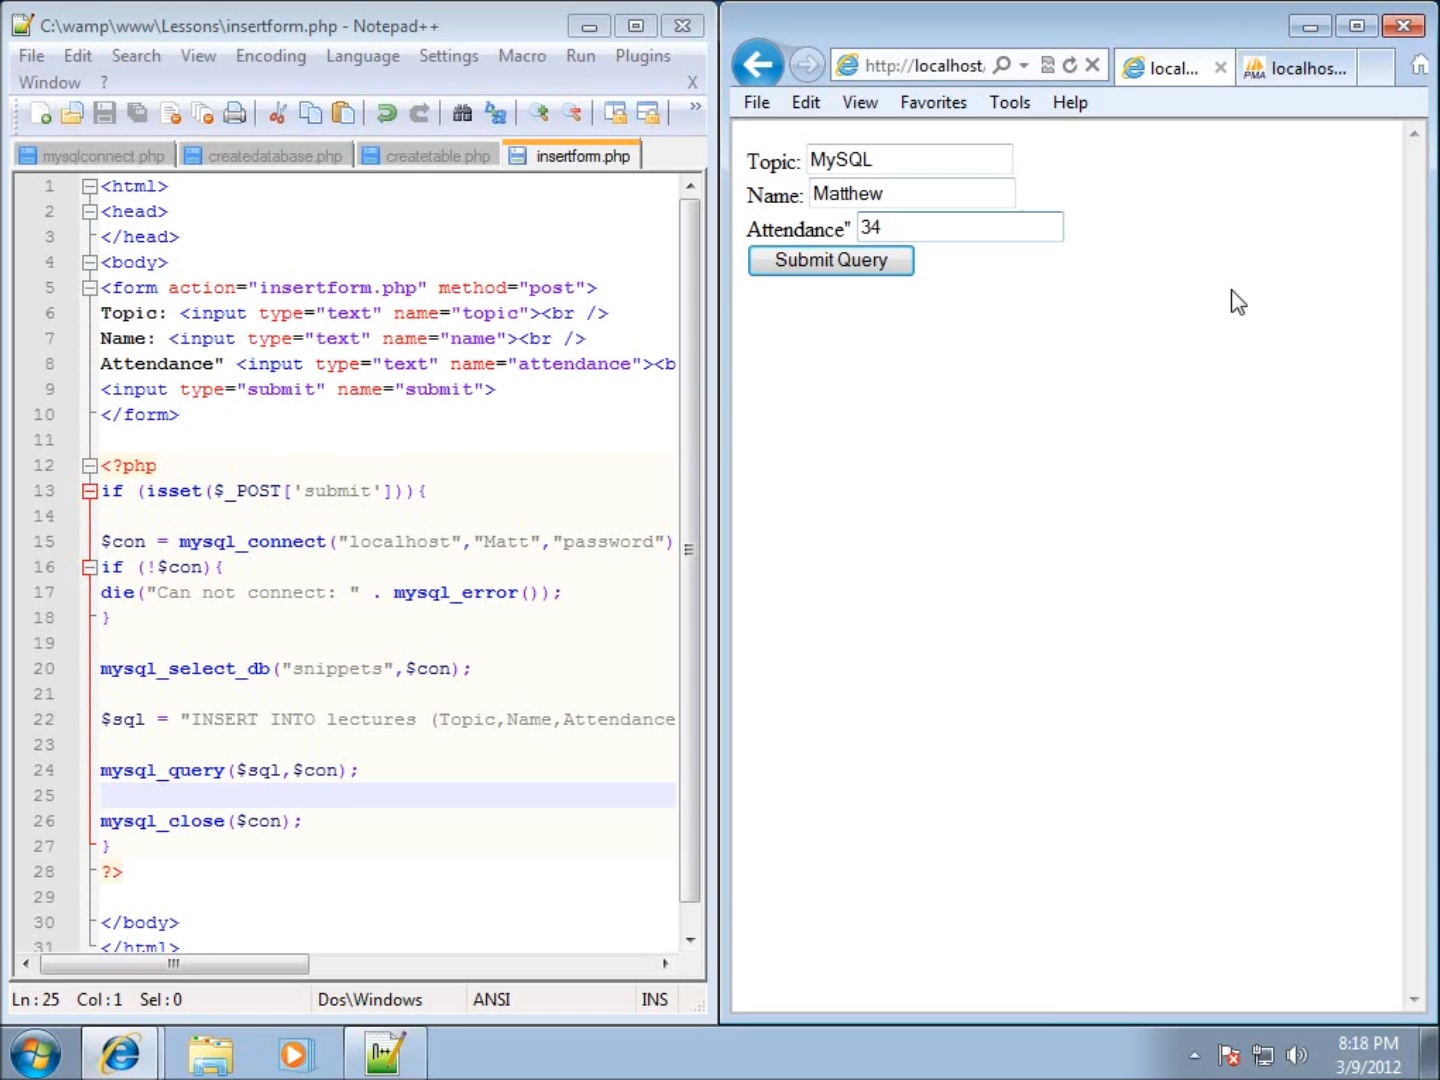 C:\wamp\www\Lessons\insertform.php - Notepad++
File Edit Search View Encoding Language Settings Macro Run Plugins
Window ? X
mysqlconnect.php createdatabase.php createtable.php insertform.php
1 <html>
2 <head>
3 </head>
4 <body>
5 <form action="insertform.php" method="post">
6 Topic: <input type="text" name="topic"><br />
7 Name: <input type="text" name="name"><br />
8 Attendance" <input type="text" name="attendance"><b
9 <input type="submit" name="submit">
10 </form>
11
12 <?php
13 if (isset($_POST['submit'])){
14
15 $con = mysql_connect("localhost","Matt","password")
16 if (!$con){
17 die("Can not connect: " . mysql_error());
18 }
19
20 mysql_select_db("snippets",$con);
21
22 $sql = "INSERT INTO lectures (Topic,Name,Attendance
23
24 mysql_query($sql,$con);
25
26 mysql_close($con);
27 }
28 ?>
29
30 </body>
31 </html>
Ln:25 Col:1 Sel:0 Dos\Windows ANSI INS
http://localhost local... PMA localhos...
File Edit View Favorites Tools Help
Topic: MySQL
Name: Matthew
Attendance" 34
Submit Query
n++
8:18 PM
3/9/2012